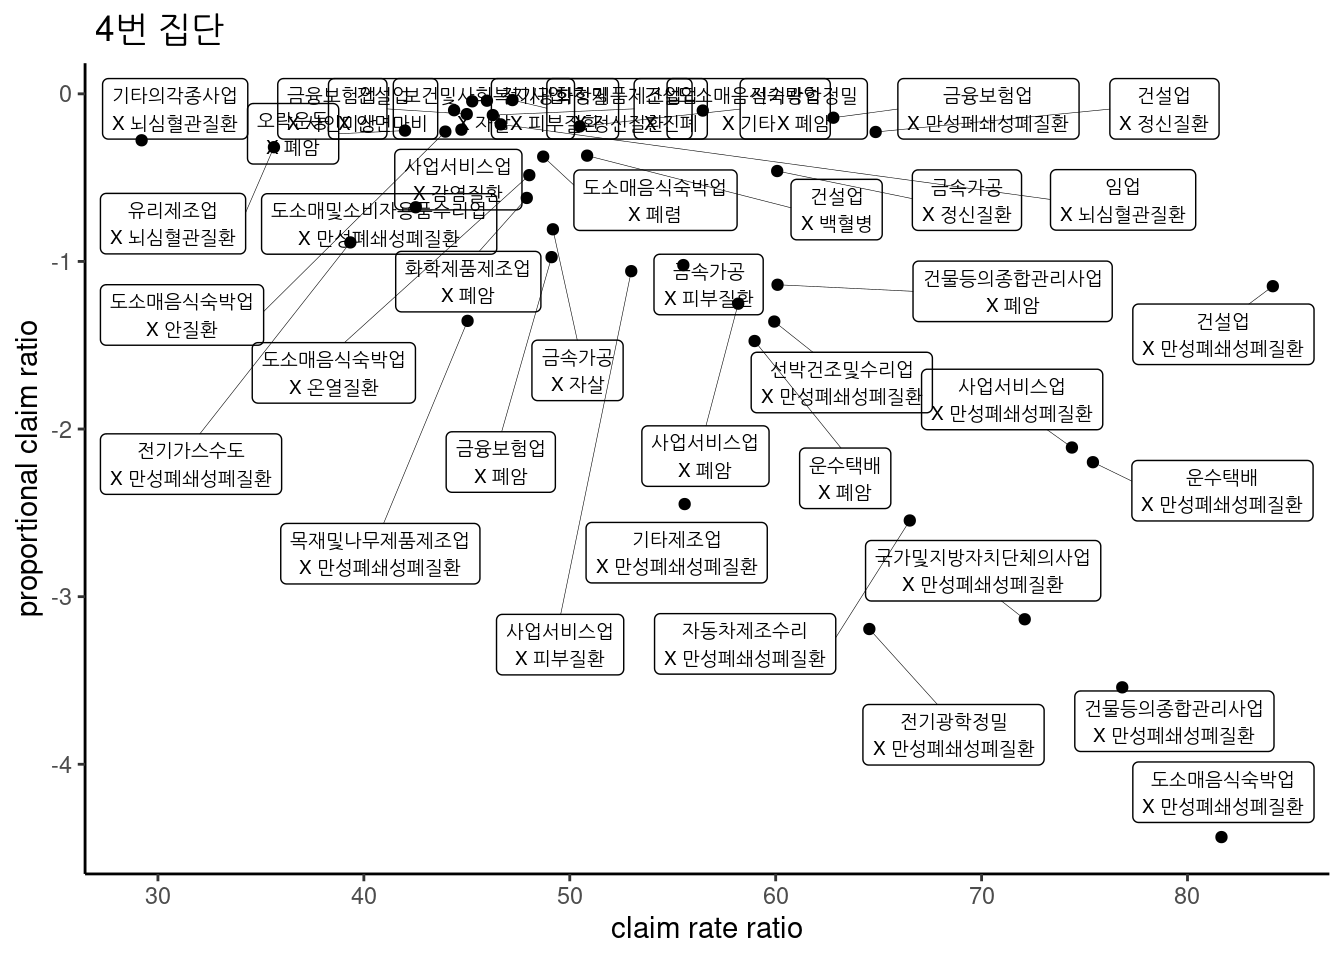 4번 집단
proportional claim ratio
0
-1
-2
-3
-4
기타의각종사업
X 뇌심혈관질환
X 폐암
금융보험업
X 만성폐쇄성폐질환
건설업
X 정신질환
사업서비스업
X 감염질환
도소매음식숙박업
X 폐렴
건설업
X 백혈병
금속가공
X 정신질환
임업
X 뇌심혈관질환
유리제조업
X 뇌심혈관질환
도소매및소비자용품수리업
X 만성폐쇄성폐질환
화학제품제조업
X 폐암
금속가공
X 피부질환
건물등의종합관리사업
X 폐암
도소매음식숙박업
X 안질환
건설업
X 만성폐쇄성폐질환
도소매음식숙박업
X 온열질환
금속가공
X 자살
선박건조및수리업
X 만성폐쇄성폐질환
사업서비스업
X 만성폐쇄성폐질환
전기가스수도
X 만성폐쇄성폐질환
금융보험업
X 폐암
사업서비스업
X 폐암
운수택배
X 폐암
운수택배
X 만성폐쇄성폐질환
목재및나무제품제조업
X 만성폐쇄성폐질환
기타제조업
X 만성폐쇄성폐질환
국가및지방자치단체의사업
X 만성폐쇄성폐질환
사업서비스업
X 피부질환
자동차제조수리
X 만성폐쇄성폐질환
전기광학정밀
X 만성폐쇄성폐질환
건물등의종합관리사업
X 만성폐쇄성폐질환
도소매음식숙박업
X 만성폐쇄성폐질환
30
40
50
60
70
80
claim rate ratio